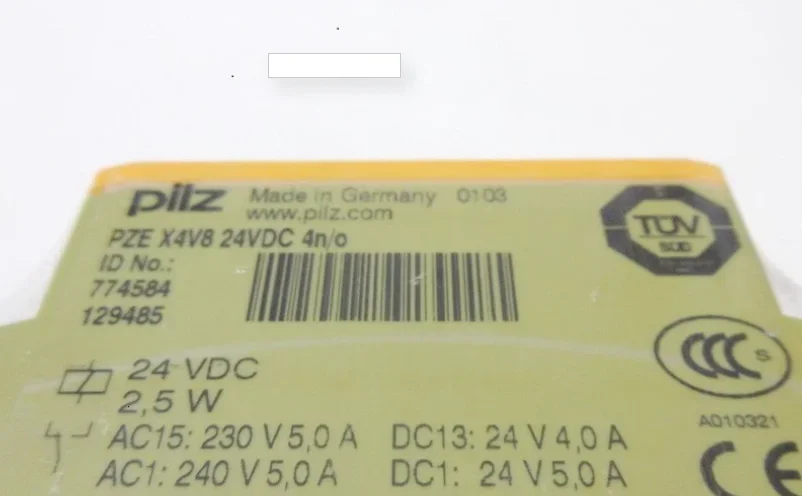 pilz Made in Germany 0103
www.pilz.com
PZE X4V8 24VDC 4n/o
ID No.:
774584
129485
TÜV
SÜD
CCC S
24 VDC
2,5 W
A010321
AC15: 230 V 5,0 A DC13: 24 V 4,0 A
AC1: 240 V 5,0 A DC1: 24 V 5,0 A
CE